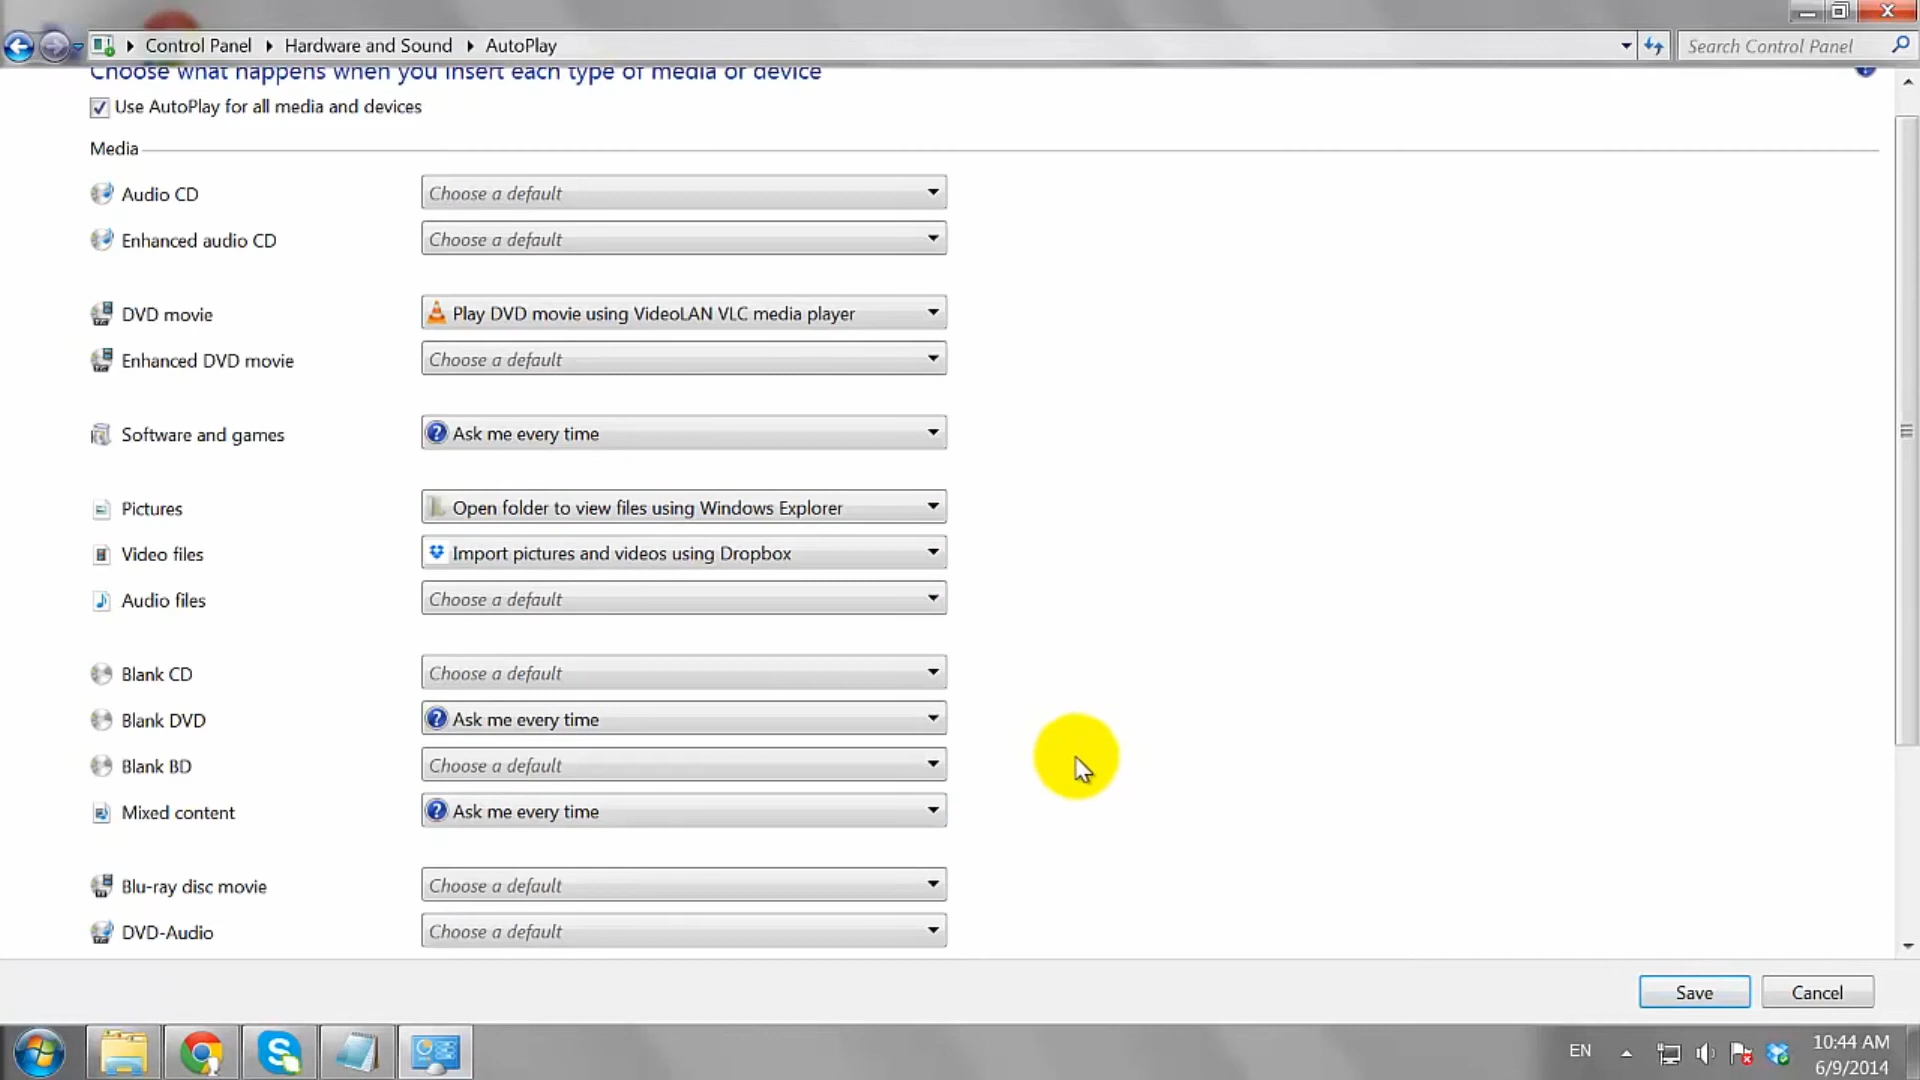 Control Panel Hardware and Sound AutoPlay Search Control Panel
Choose what happens when you insert each type of media or device
Use AutoPlay for all media and devices
Media
Audio CD Choose a default
Enhanced audio CD Choose a default
DVD movie Play DVD movie using VideoLAN VLC media player
Enhanced DVD movie Choose a default
Software and games Ask me every time
Pictures Open folder to view files using Windows Explorer
Video files Import pictures and videos using Dropbox
Audio files Choose a default
Blank CD Choose a default
Blank DVD Ask me every time
Blank BD Choose a default
Mixed content Ask me every time
Blu-ray disc movie Choose a default
DVD-Audio Choose a default
Save Cancel
EN 10:44 AM
6/9/2014